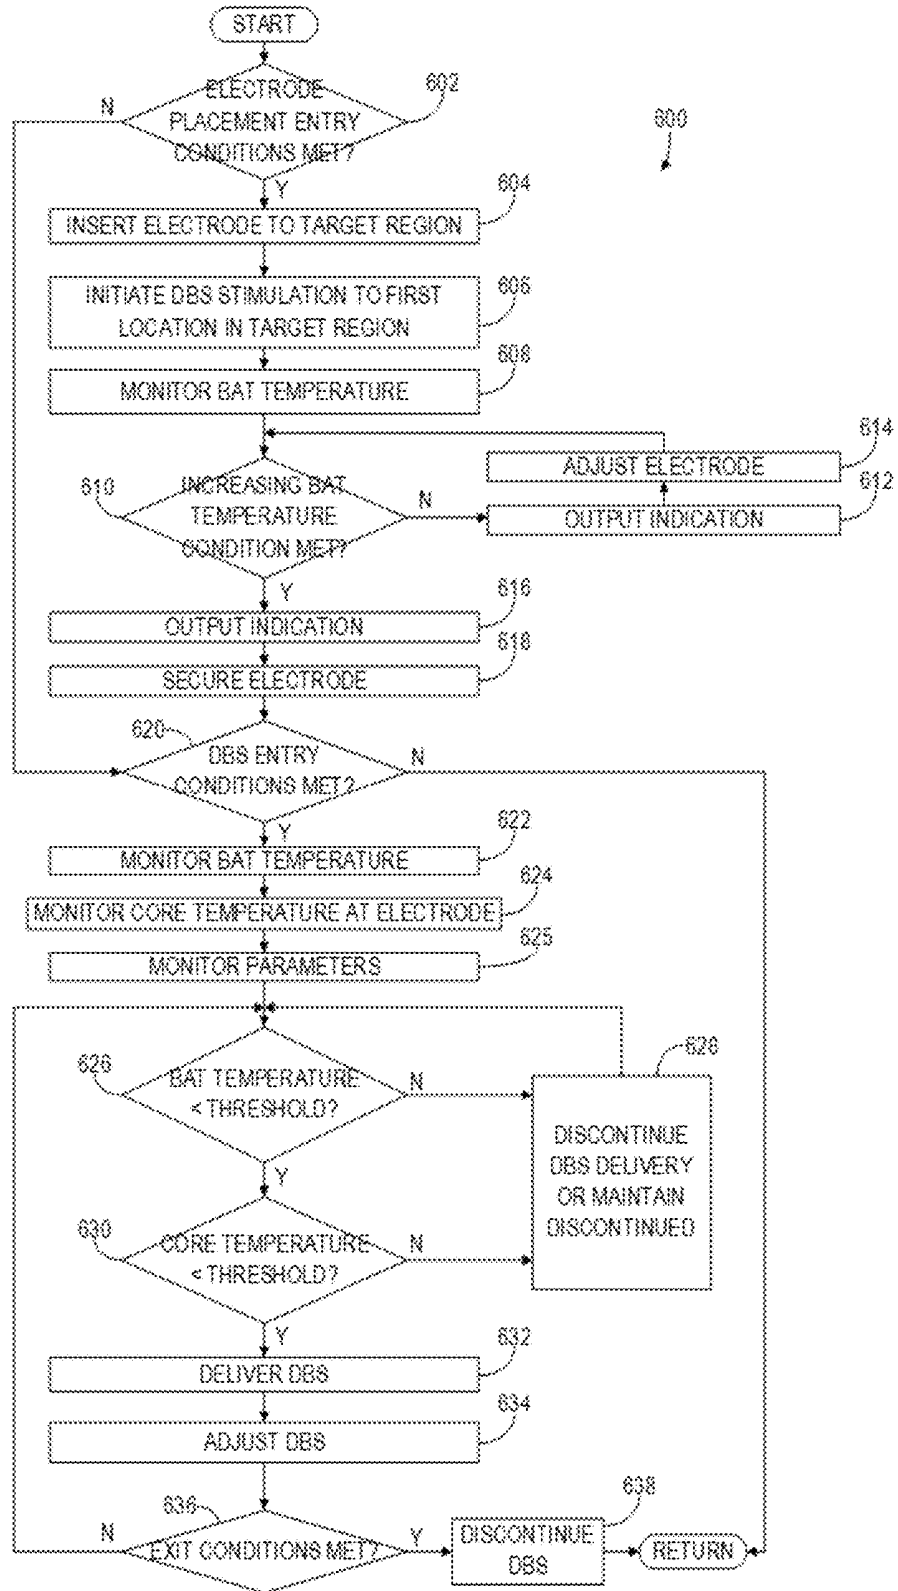 START
ELECTRODE
PLACEMENT ENTRY
CONDITIONS MET?
602
N
600
Y
604
INSERT ELECTRODE TO TARGET REGION
606
INITIATE DBS STIMULATION TO FIRST
LOCATION IN TARGET REGION
608
MONITOR BAT TEMPERATURE
614
ADJUST ELECTRODE
612
OUTPUT INDICATION
610
INCREASING BAT
TEMPERATURE
CONDITION MET?
N
Y
616
OUTPUT INDICATION
618
SECURE ELECTRODE
620
DBS ENTRY
CONDITIONS MET?
N
Y
622
MONITOR BAT TEMPERATURE
624
MONITOR CORE TEMPERATURE AT ELECTRODE
625
MONITOR PARAMETERS
626
BAT TEMPERATURE
< THRESHOLD?
N
Y
628
DISCONTINUE
DBS DELIVERY
OR MAINTAIN
DISCONTINUED
630
CORE TEMPERATURE
< THRESHOLD?
N
Y
632
DELIVER DBS
634
ADJUST DBS
636
EXIT CONDITIONS MET?
N
Y
638
DISCONTINUE
DBS
RETURN